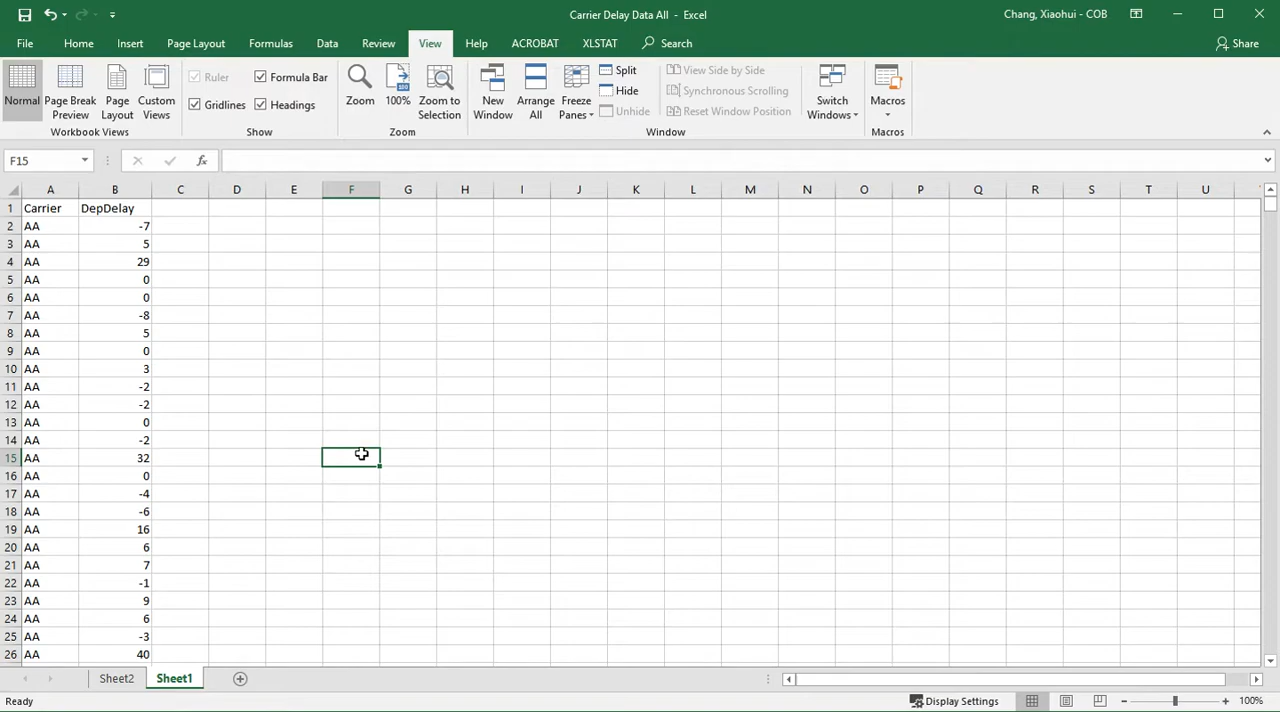 Carrier Delay Data All - Excel
Chang, Xiaohui - COB
File Home Insert Page Layout Formulas Data Review View Help ACROBAT XLSTAT Search Share
Normal
Page Break Preview
Page Layout
Custom Views
Workbook Views
Ruler
Formula Bar
Gridlines
Headings
Show
Zoom
100%
Zoom to Selection
Zoom
New Window
Arrange All
Freeze Panes
Split
Hide
Unhide
View Side by Side
Synchronous Scrolling
Reset Window Position
Window
Switch Windows
Macros
Macros
F15 fx
A B C D E F G H I J K L M N O P Q R S T U
1 Carrier DepDelay
2 AA -7
3 AA 5
4 AA 29
5 AA 0
6 AA 0
7 AA -8
8 AA 5
9 AA 0
10 AA 3
11 AA -2
12 AA -2
13 AA 0
14 AA -2
15 AA 32
16 AA 0
17 AA -4
18 AA -6
19 AA 16
20 AA 6
21 AA 7
22 AA -1
23 AA 9
24 AA 6
25 AA -3
26 AA 40
Sheet2 Sheet1
Ready Display Settings 100%